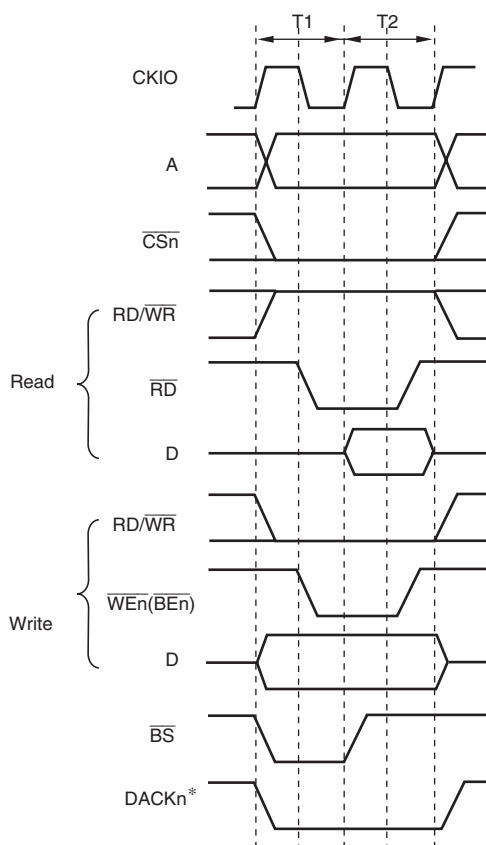 T1 T2
CKIO
A
CSn
RD/WR
Read
RD
D
RD/WR
WEn(BEn)
Write
D
BS
DACKn*